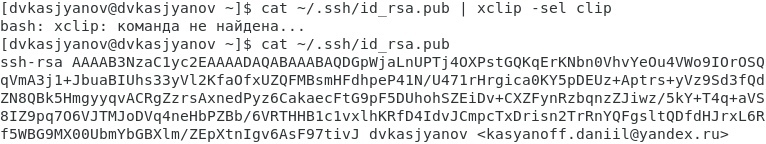 [dvkasjyanov@dvkasjyanov ~]$ cat ~/.ssh/id_rsa.pub | xclip -sel clip
bash: xclip: команда не найдена...
[dvkasjyanov@dvkasjyanov ~]$ cat ~/.ssh/id_rsa.pub
ssh-rsa AAAAB3NzaC1yc2EAAAADAQABAAABAQDGpWjaLnUPTj4OXPstGQKqErKNbn0VhvYeOu4VWo9IOrOSQ
qVmA3j1+JbuaBIUhs33yVl2KfaOfxUZQFMBsmHFdhpeP41N/U471rHrgica0KY5pDEUz+Aptrs+yVz9Sd3fQd
ZN8QBk5HmgyyqvACRgZzrsAxnedPyz6CakaecFtG9pF5DUhohSZEiDv+CXZFynRzbqnzZJiwz/5kY+T4q+aVS
8IZ9pq7O6VJTMJoDVq4neHbPZBb/6VRTHHB1c1vxlhKRfD4IdvJCmpcTxDrisn2TrRnYQFgsltQDfdHJrxL6R
f5WBG9MX00UbmYbGBXlm/ZEpXtnIgv6AsF97tivJ dvkasjyanov <kasyanoff.daniil@yandex.ru>